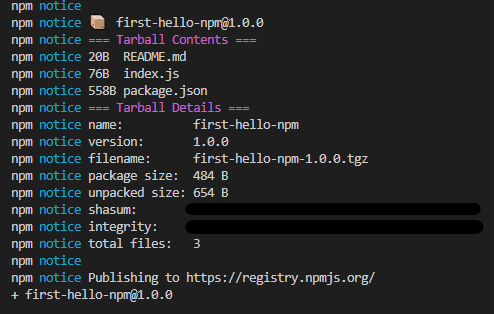 npm notice
npm notice 📦 first-hello-npm@1.0.0
npm notice === Tarball Contents ===
npm notice 20B README.md
npm notice 76B index.js
npm notice 558B package.json
npm notice === Tarball Details ===
npm notice name: first-hello-npm
npm notice version: 1.0.0
npm notice filename: first-hello-npm-1.0.0.tgz
npm notice package size: 484 B
npm notice unpacked size: 654 B
npm notice shasum:
npm notice integrity:
npm notice total files: 3
npm notice
npm notice Publishing to https://registry.npmjs.org/
+ first-hello-npm@1.0.0